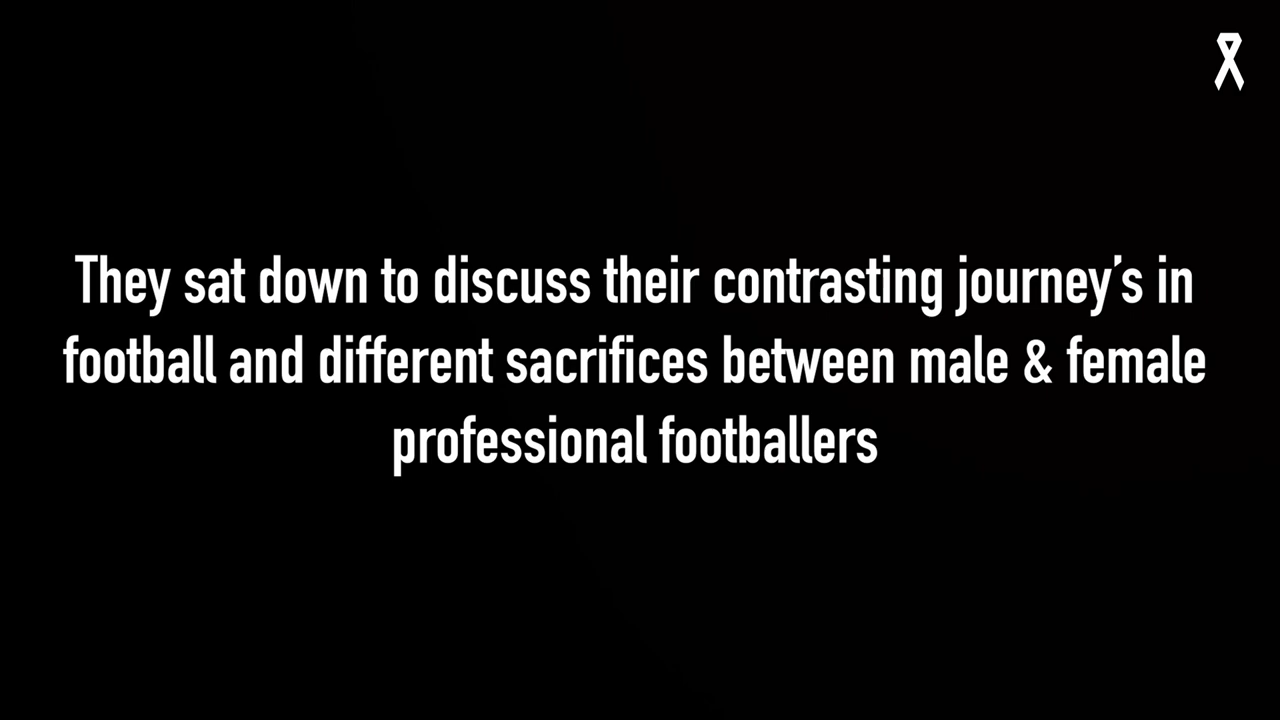 They sat down to discuss their contrasting journey’s in
football and different sacrifices between male & female
professional footballers